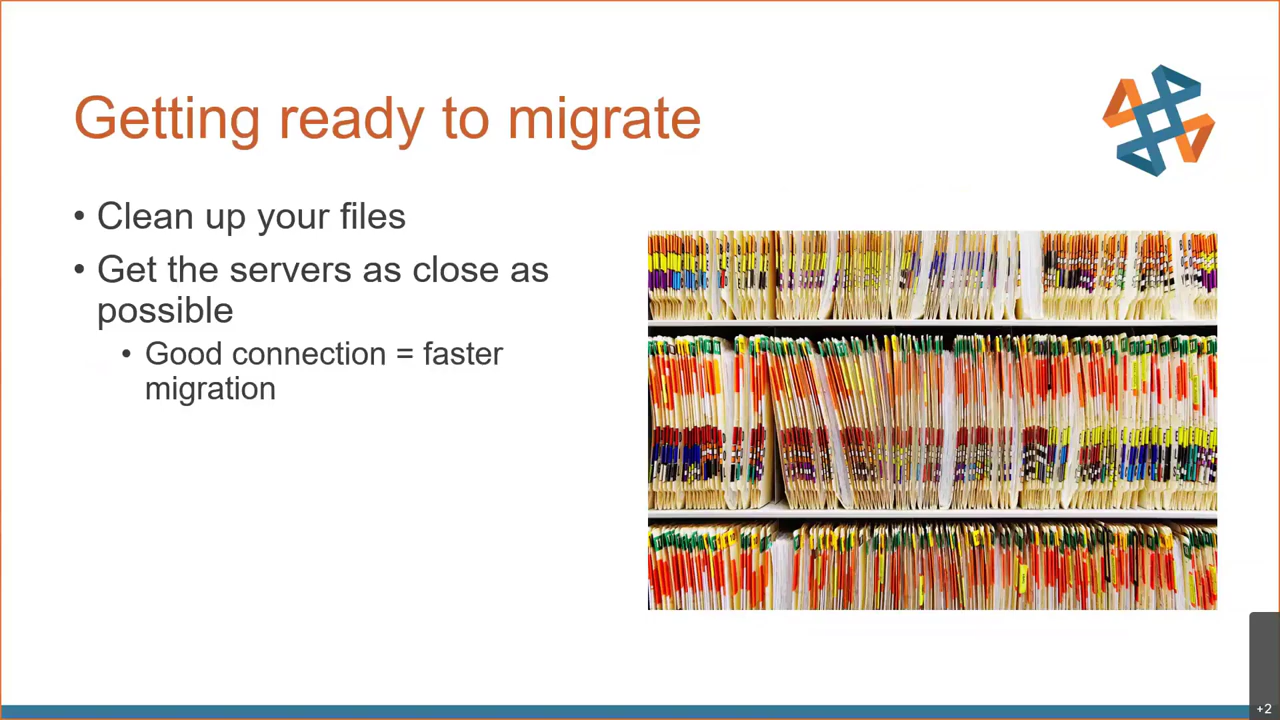 Getting ready to migrate
• Clean up your files
• Get the servers as close as
possible
• Good connection = faster
migration
+2